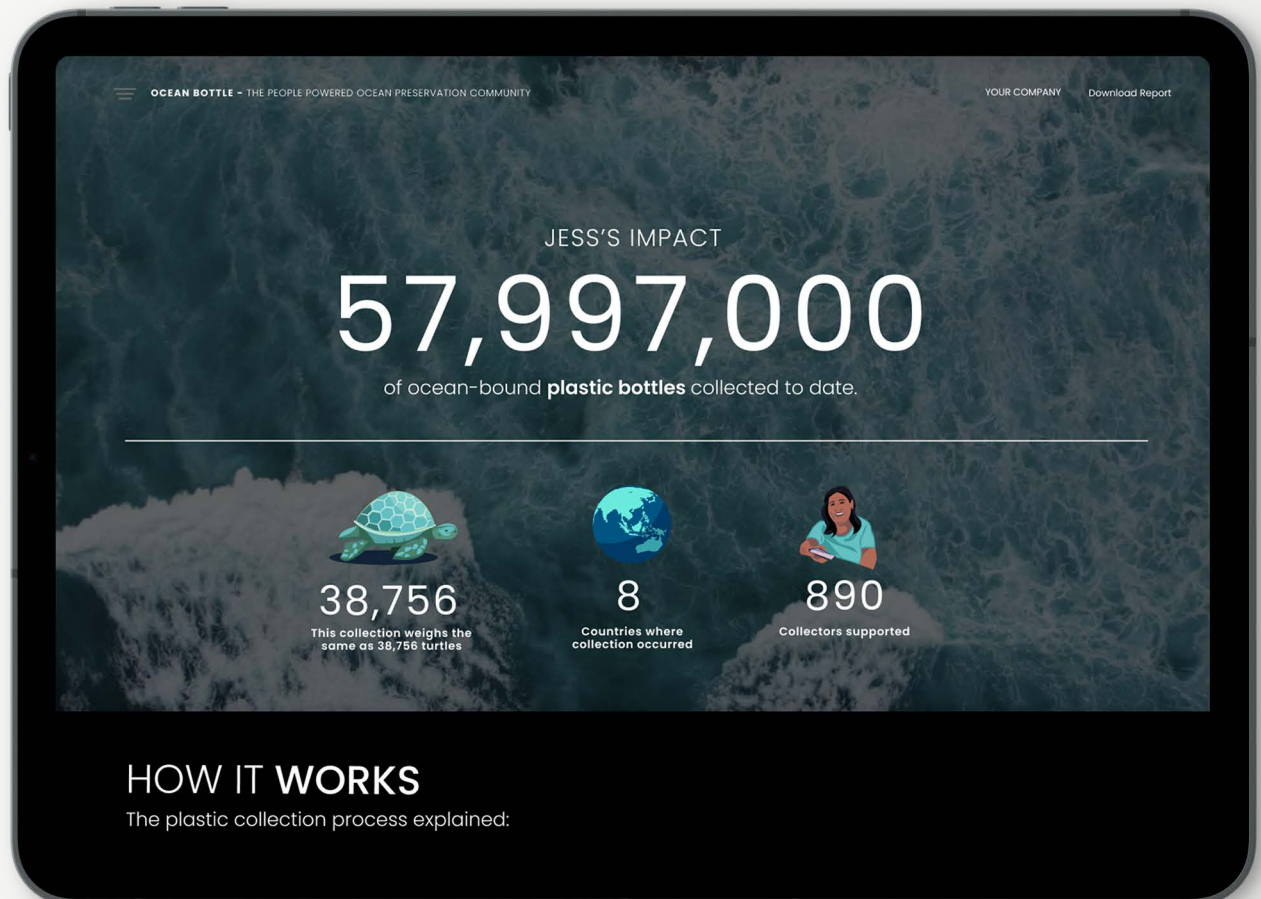 OCEAN BOTTLE - THE PEOPLE POWERED OCEAN PRESERVATION COMMUNITY
YOUR COMPANY
Download Report
JESS'S IMPACT
57,997,000
of ocean-bound plastic bottles collected to date.
38,756
This collection weighs the
same as 38,756 turtles
8
Countries where
collection occurred
890
Collectors supported
HOW IT WORKS
The plastic collection process explained: